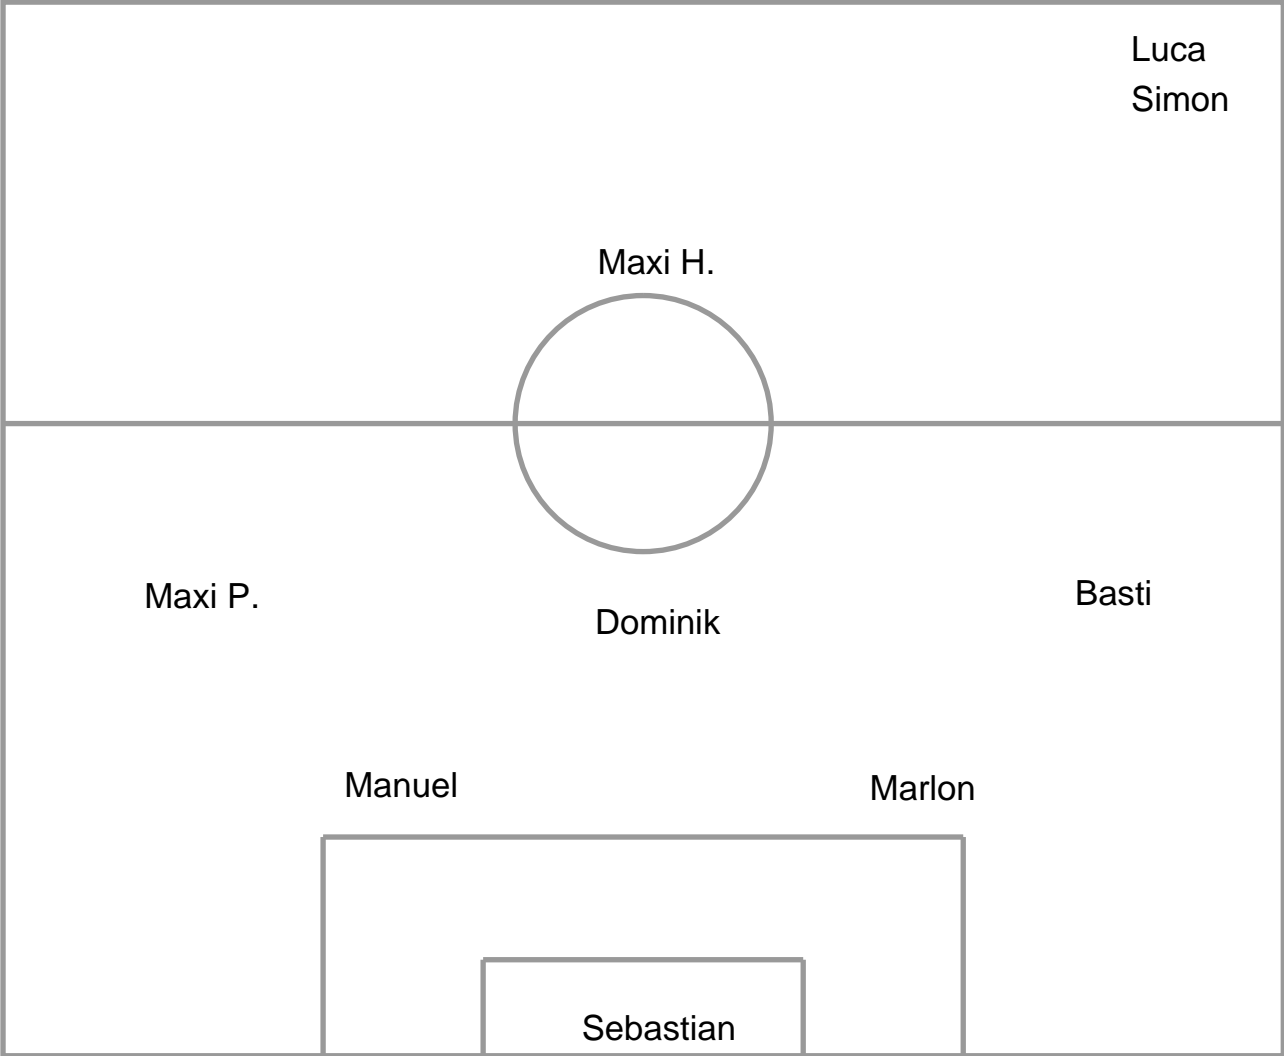 Luca
Simon
Maxi H.
Maxi P.
Basti
Dominik
Manuel
Marlon
Sebastian